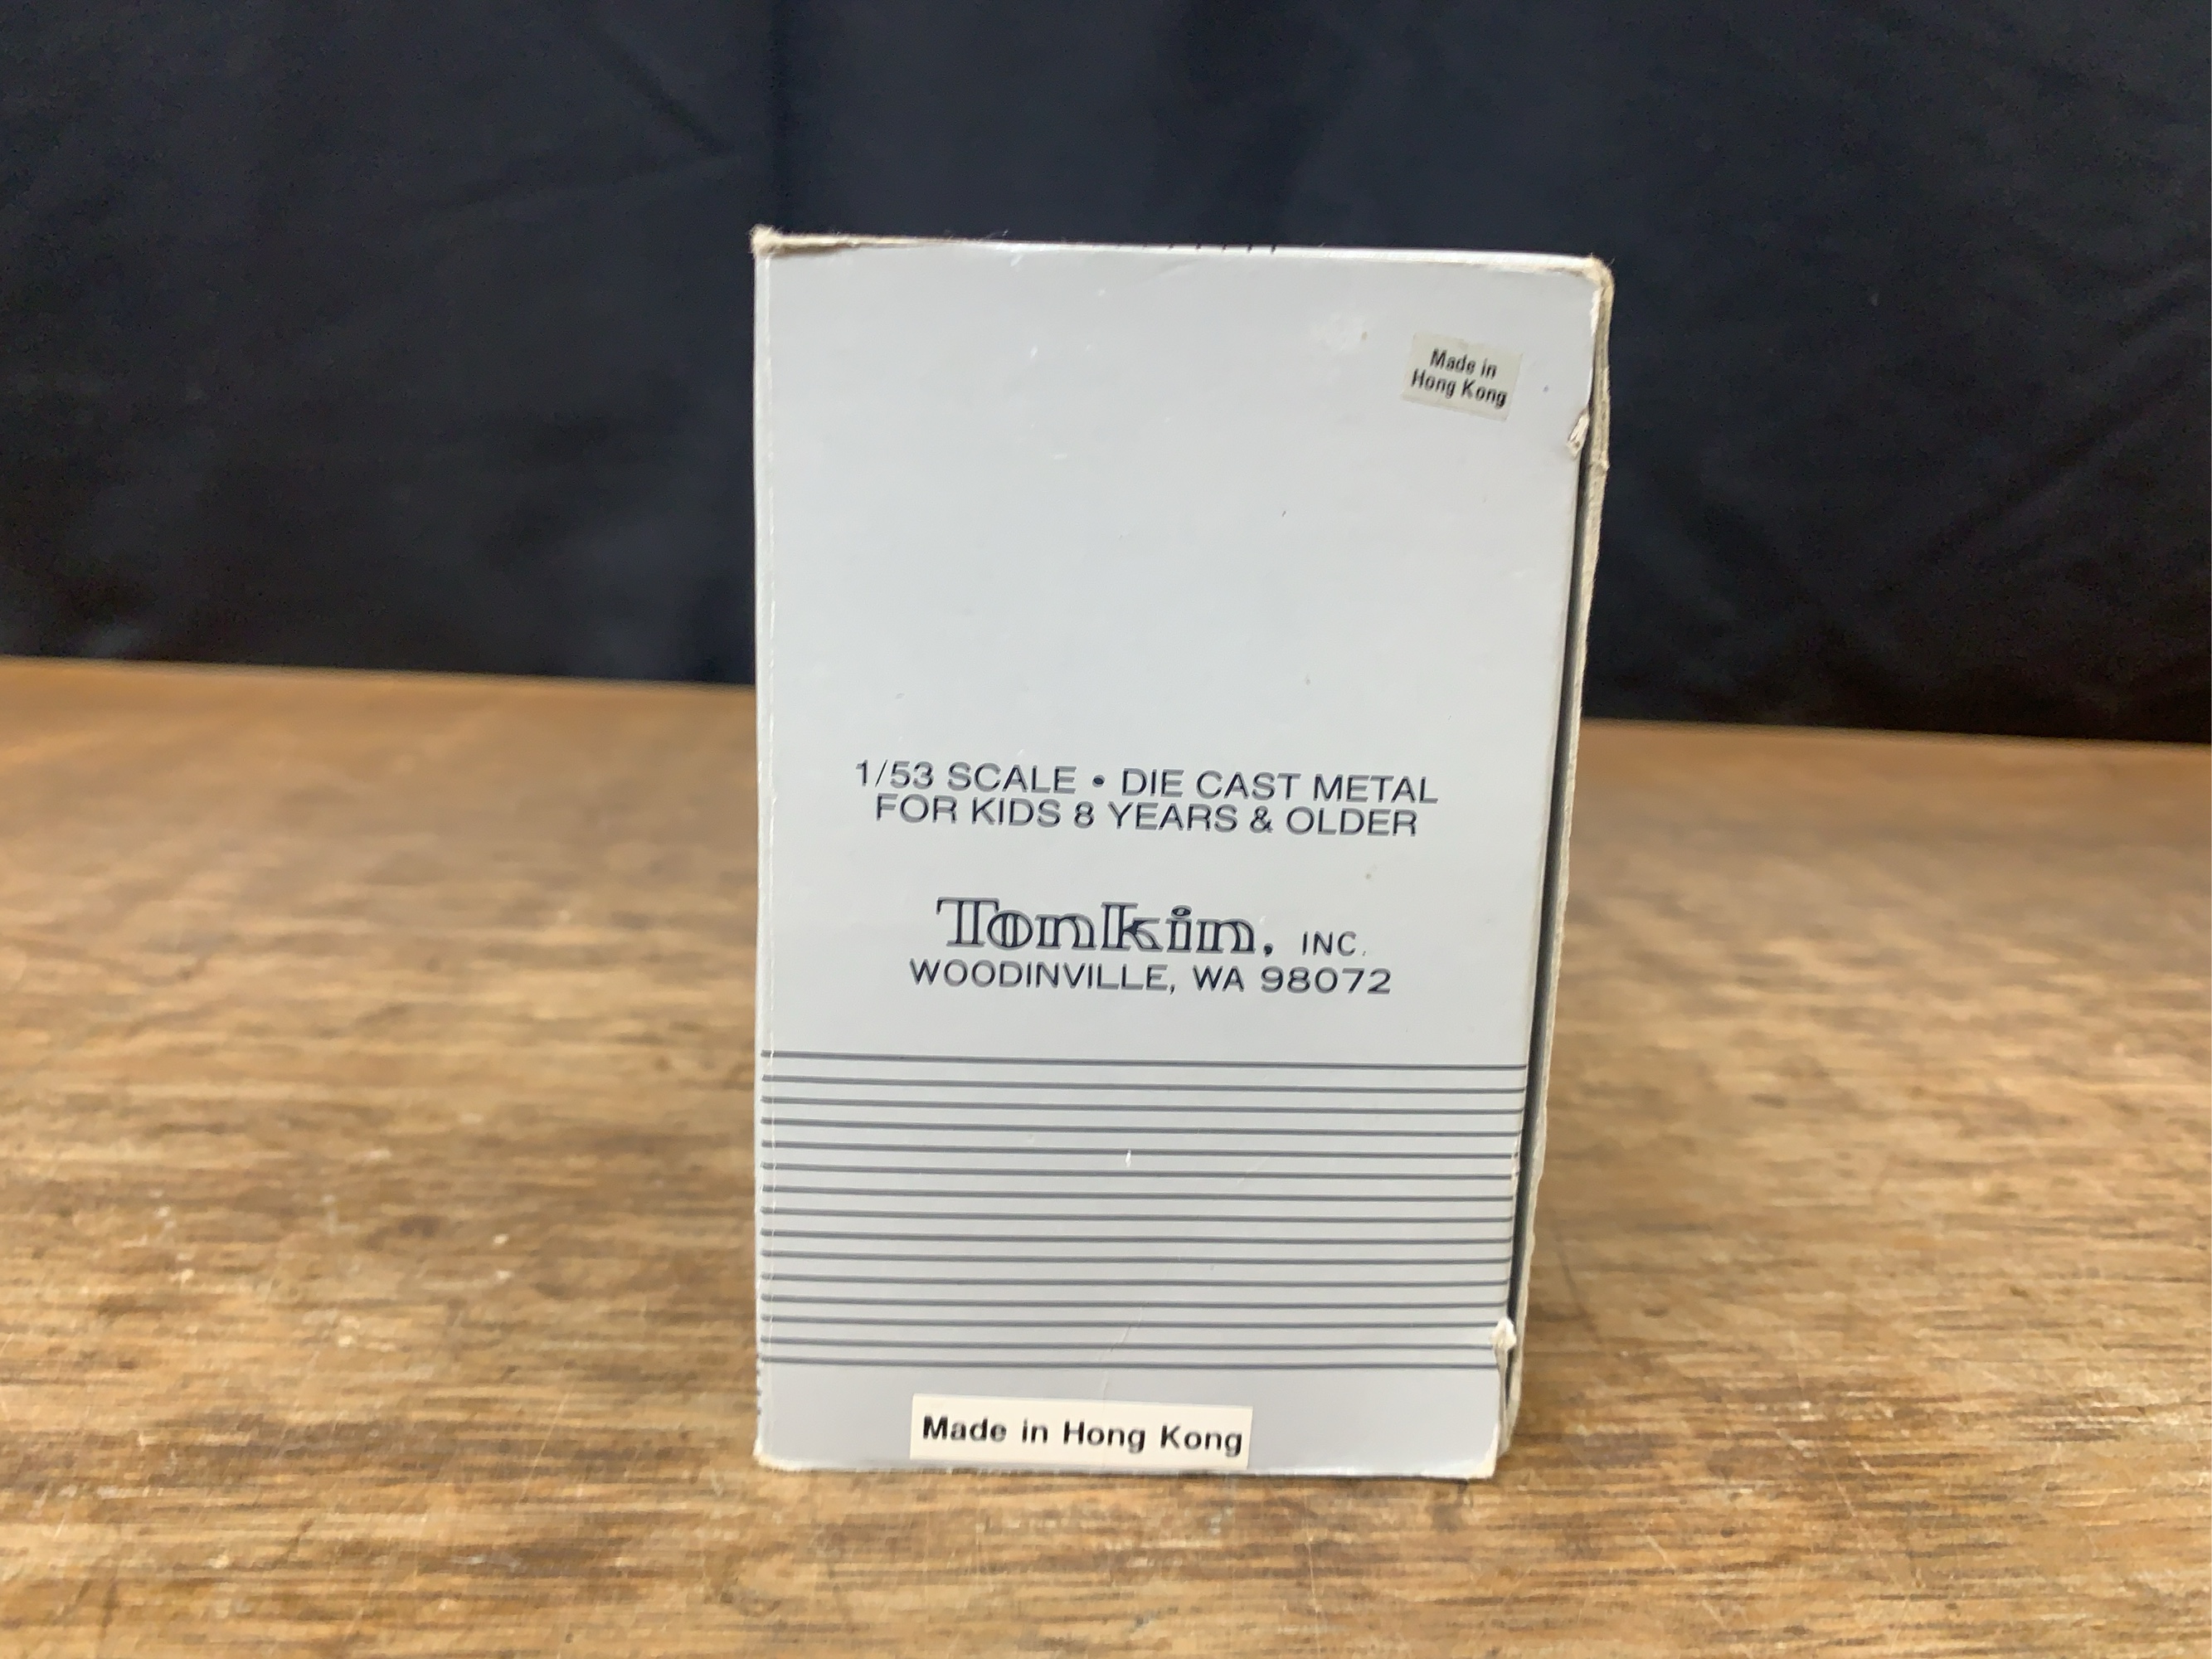 Made in
Hong Kong
1/53 SCALE • DIE CAST METAL
FOR KIDS 8 YEARS & OLDER
Tonkin, INC.
WOODINVILLE, WA 98072
Made in Hong Kong